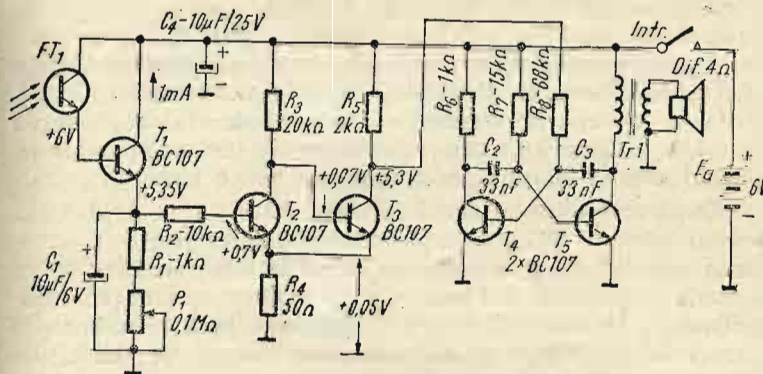 C4-10µF/25V
FT1
1mA
+
-
+6V
T1
BC107
+5,35V
R3
20kΩ
R5
2kΩ
R6-1kΩ
R7-15kΩ
R8-68kΩ
Intr.
Dif.4Ω
Tr1
Ea
+
6V
-
C2
33nF
C3
33nF
+0,07V
+5,3V
T2
BC107
T3
BC107
T4
T5
2×BC107
R2-10kΩ
+0,7V
+
C1
10µF/6V
R1-1kΩ
P1
0,1MΩ
R4
50Ω
+0,05V